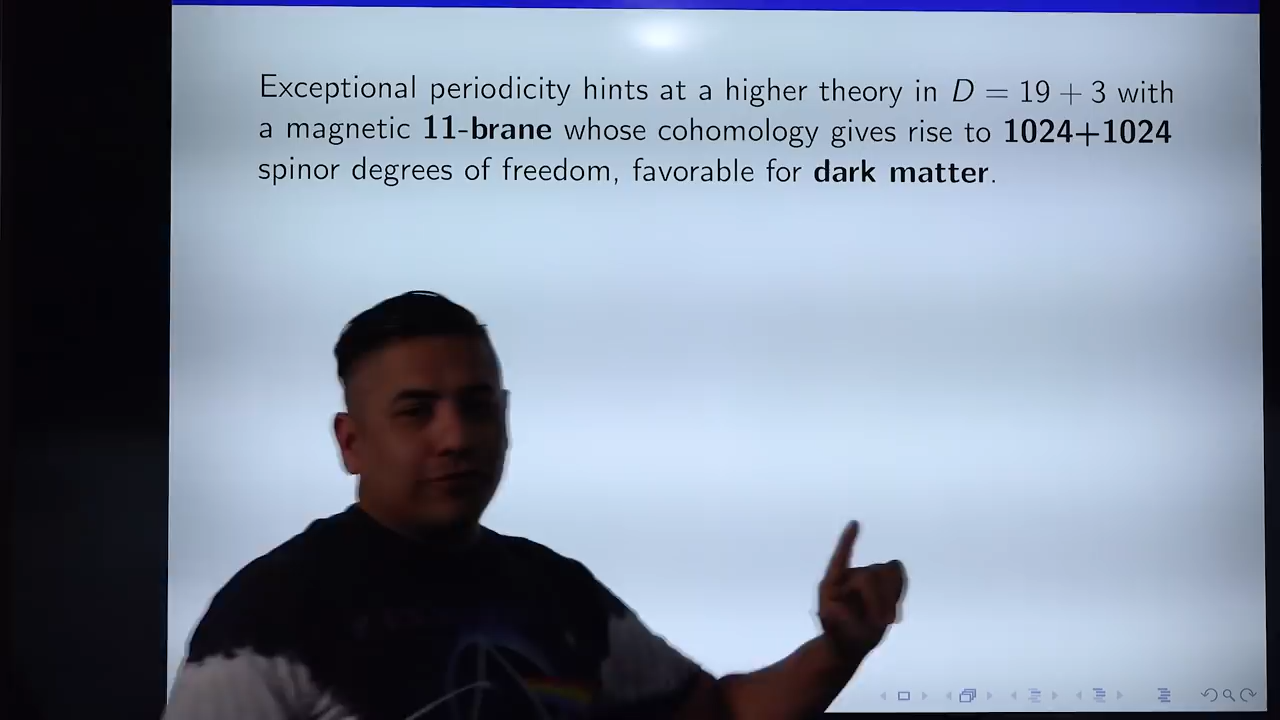 Exceptional periodicity hints at a higher theory in D = 19 + 3 with
a magnetic 11-brane whose cohomology gives rise to 1024+1024
spinor degrees of freedom, favorable for dark matter.